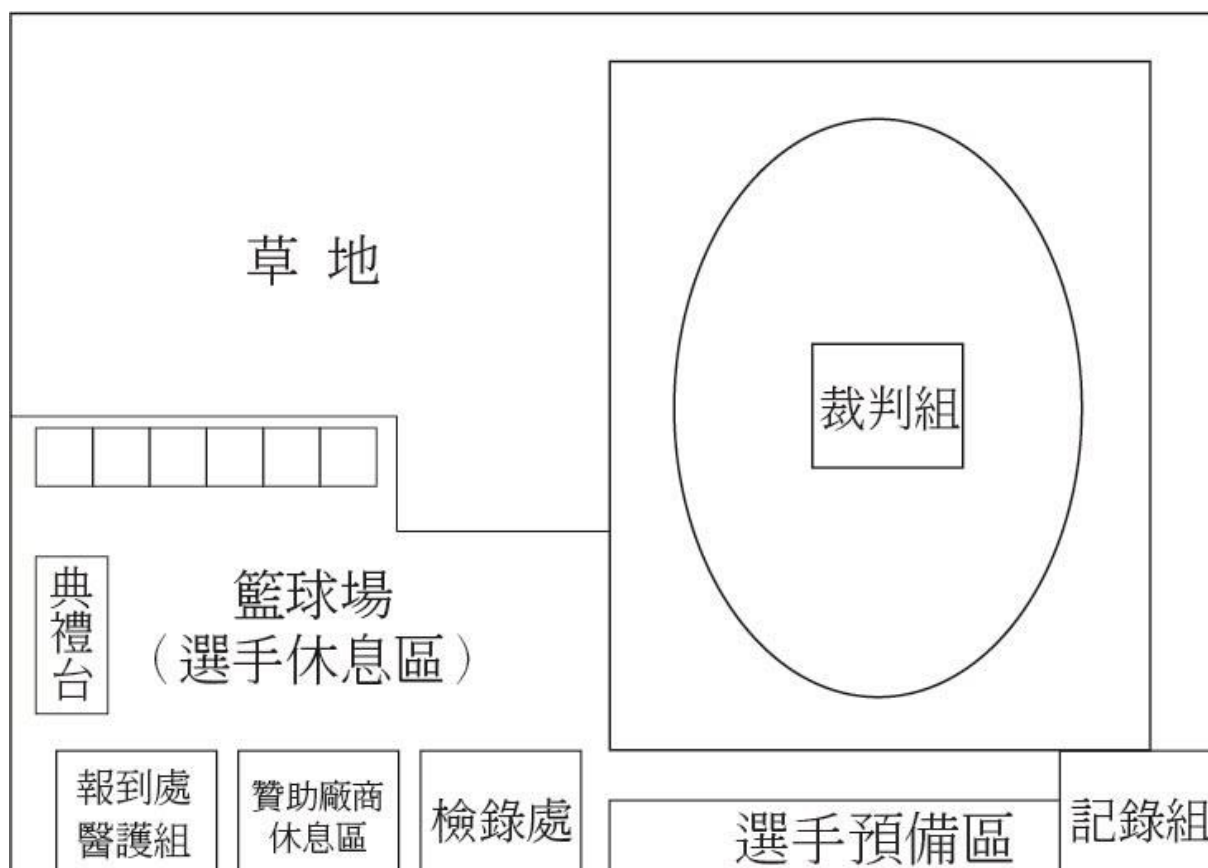 草地
裁判組
典禮台
籃球場
（選手休息區）
報到處
醫護組
贊助廠商
休息區
檢錄處
選手預備區
記錄組